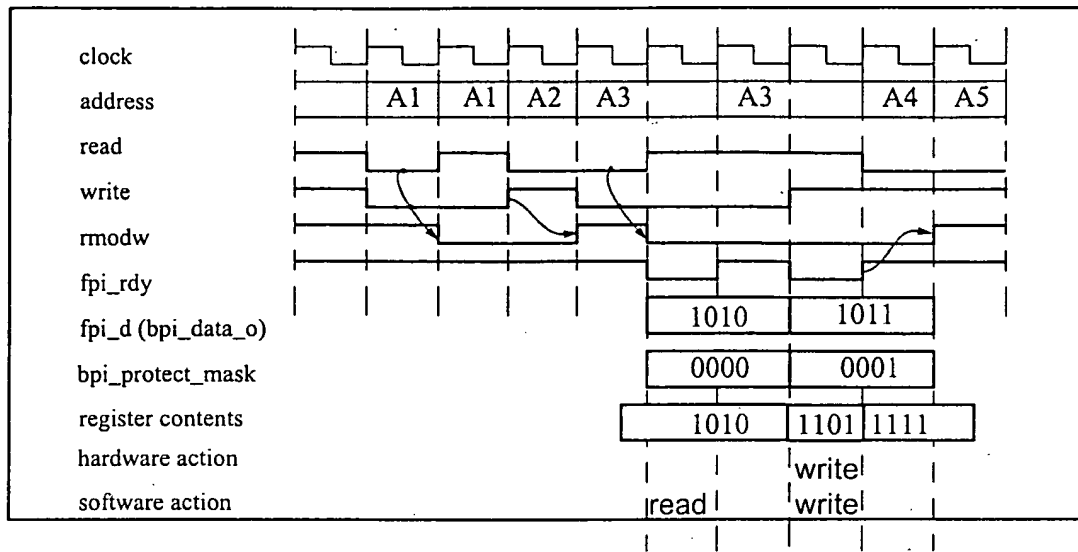 clock
address A1 A1 A2 A3 A3 A4 A5
read
write
rmodw
fpi_rdy
fpi_d (bpi_data_o) 1010 1011
bpi_protect_mask 0000 0001
register contents 1010 1101 1111
hardware action write
software action read write